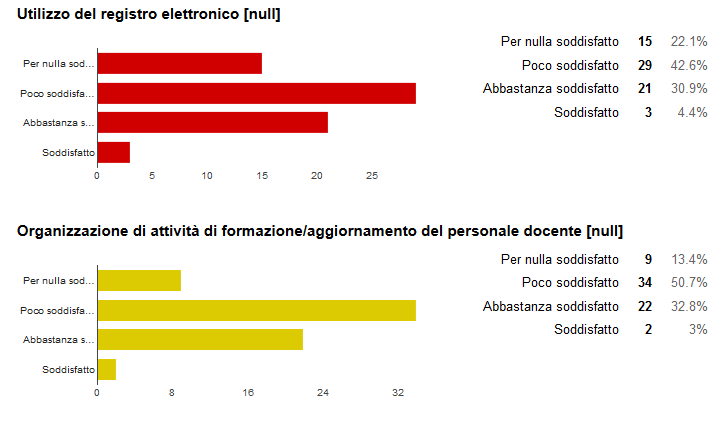 Utilizzo del registro elettronico [null]
Per nulla sod...
Poco soddisfa...
Abbastanza s...
Soddisfatto
0 5 10 15 20 25
Per nulla soddisfatto 15 22.1%
Poco soddisfatto 29 42.6%
Abbastanza soddisfatto 21 30.9%
Soddisfatto 3 4.4%
Organizzazione di attività di formazione/aggiornamento del personale docente [null]
Per nulla sod...
Poco soddisfa...
Abbastanza s...
Soddisfatto
0 8 16 24 32
Per nulla soddisfatto 9 13.4%
Poco soddisfatto 34 50.7%
Abbastanza soddisfatto 22 32.8%
Soddisfatto 2 3%